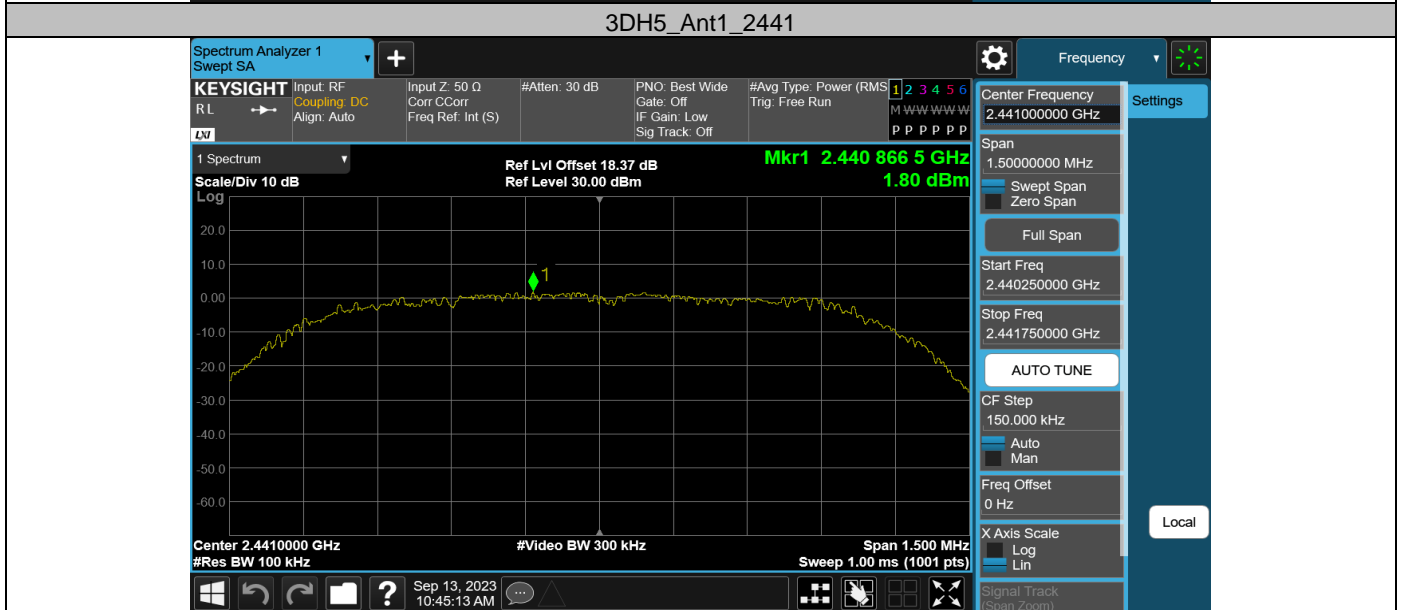 3DH5_Ant1_2441
Spectrum Analyzer 1
Swept SA
Frequency
KEYSIGHT
RL
LXI
Input: RF
Coupling: DC
Align: Auto
Input Z: 50 Ω
Corr CCorr
Freq Ref: Int (S)
#Atten: 30 dB
PNO: Best Wide
Gate: Off
IF Gain: Low
Sig Track: Off
#Avg Type: Power (RMS
Trig: Free Run
1 2 3 4 5 6
M W W W W W
P P P P P P
1 Spectrum
Scale/Div 10 dB
Ref Lvl Offset 18.37 dB
Ref Level 30.00 dBm
Mkr1 2.440 866 5 GHz
1.80 dBm
Log
20.0
10.0
0.00
-10.0
-20.0
-30.0
-40.0
-50.0
-60.0
1
Center 2.4410000 GHz
#Res BW 100 kHz
#Video BW 300 kHz
Span 1.500 MHz
Sweep 1.00 ms (1001 pts)
Sep 13, 2023
10:45:13 AM
Center Frequency
2.441000000 GHz
Span
1.50000000 MHz
Swept Span
Zero Span
Full Span
Start Freq
2.440250000 GHz
Stop Freq
2.441750000 GHz
AUTO TUNE
CF Step
150.000 kHz
Auto
Man
Freq Offset
0 Hz
X Axis Scale
Log
Lin
Signal Track
(Span Zoom)
Settings
Local